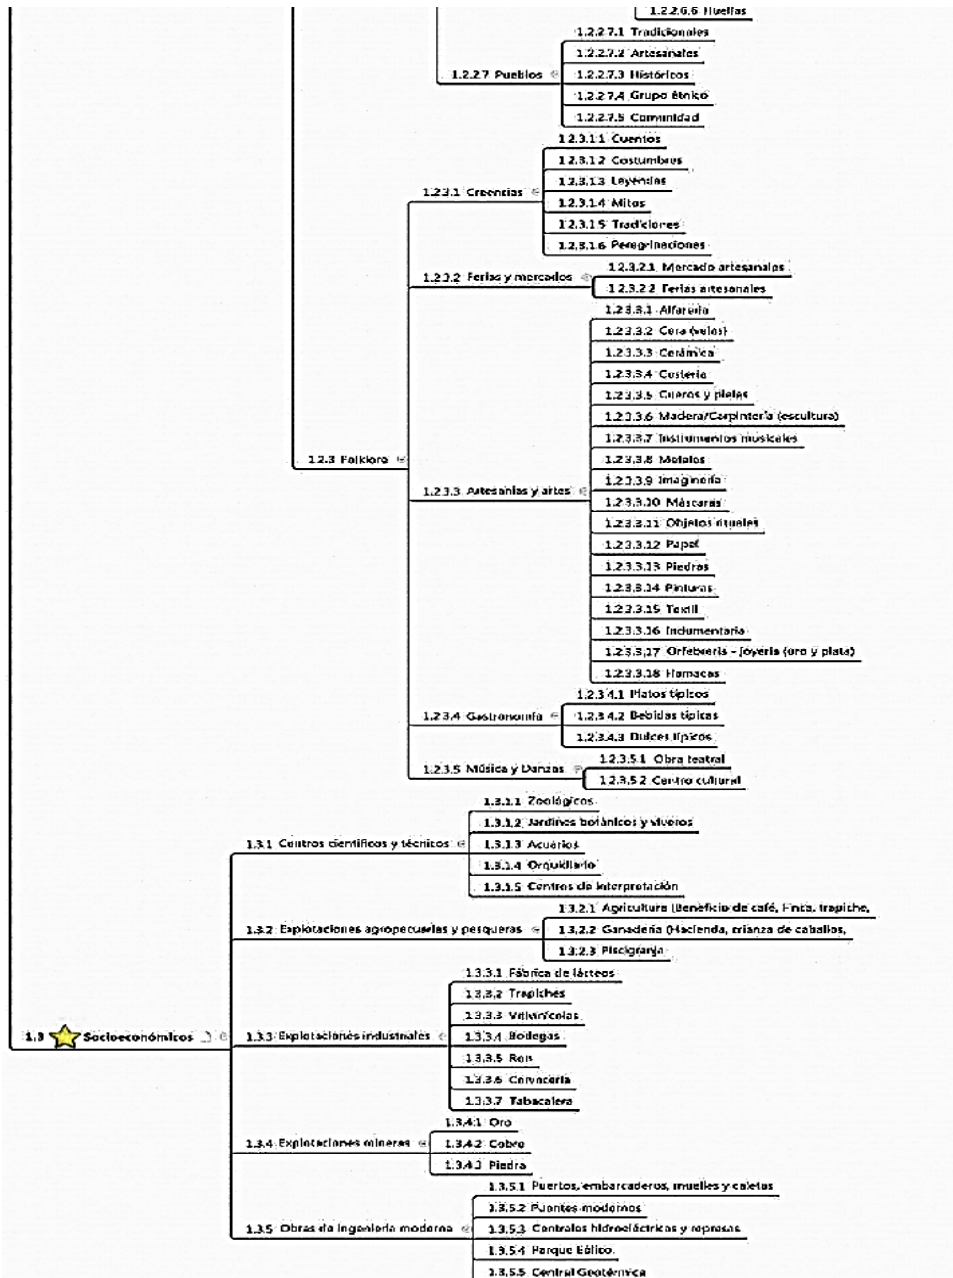 1.2.2.6.6 Huellas
1.2.2.7 Pueblos
1.2.2.7.1 Tradicionales
1.2.2.7.2 Artesanales
1.2.2.7.3 Históricos
1.2.2.7.4 Grupo étnico
1.2.2.7.5 Comunidad
1.2.3 Folklore
1.2.3.1 Creencias
1.2.3.1.1 Cuentos
1.2.3.1.2 Costumbres
1.2.3.1.3 Leyendas
1.2.3.1.4 Mitos
1.2.3.1.5 Tradiciones
1.2.3.1.6 Peregrinaciones
1.2.3.2 Ferias y mercados
1.2.3.2.1 Mercado artesanales
1.2.3.2.2 Ferias artesanales
1.2.3.3 Artesanías y artes
1.2.3.3.1 Alfarería
1.2.3.3.2 Cera (velas)
1.2.3.3.3 Cerámica
1.2.3.3.4 Cestería
1.2.3.3.5 Cueros y pieles
1.2.3.3.6 Madera/Carpintería (escultura)
1.2.3.3.7 Instrumentos musicales
1.2.3.3.8 Metales
1.2.3.3.9 Imaginería
1.2.3.3.10 Máscaras
1.2.3.3.11 Objetos rituales
1.2.3.3.12 Papel
1.2.3.3.13 Piedras
1.2.3.3.14 Pinturas
1.2.3.3.15 Textil
1.2.3.3.16 Indumentaria
1.2.3.3.17 Orfebrería - joyería (oro y plata)
1.2.3.3.18 Hamacas
1.2.3.4 Gastronomía
1.2.3.4.1 Platos típicos
1.2.3.4.2 Bebidas típicas
1.2.3.4.3 Dulces típicos
1.2.3.5 Música y Danzas
1.2.3.5.1 Obra teatral
1.2.3.5.2 Centro cultural
1.3 Socioeconómicos
1.3.1 Centros científicos y técnicos
1.3.1.1 Zoológicos
1.3.1.2 Jardines botánicos y viveros
1.3.1.3 Acuarios
1.3.1.4 Orquidiario
1.3.1.5 Centros de interpretación
1.3.2 Explotaciones agropecuarias y pesqueras
1.3.2.1 Agricultura (Beneficio de café, Finca, trapiche,
1.3.2.2 Ganadería (Hacienda, crianza de caballos,
1.3.2.3 Piscigranja
1.3.3 Explotaciones industriales
1.3.3.1 Fábrica de lácteos
1.3.3.2 Trapiches
1.3.3.3 Vitivinícolas
1.3.3.4 Bodegas
1.3.3.5 Ron
1.3.3.6 Cervecería
1.3.3.7 Tabacalera
1.3.4 Explotaciones mineras
1.3.4.1 Oro
1.3.4.2 Cobre
1.3.4.3 Piedra
1.3.5 Obras de ingeniería moderna
1.3.5.1 Puertos, embarcaderos, muelles y caletas
1.3.5.2 Puentes modernos
1.3.5.3 Centrales hidroeléctricas y represas
1.3.5.4 Parque Eólico.
1.3.5.5 Central Geotérmica